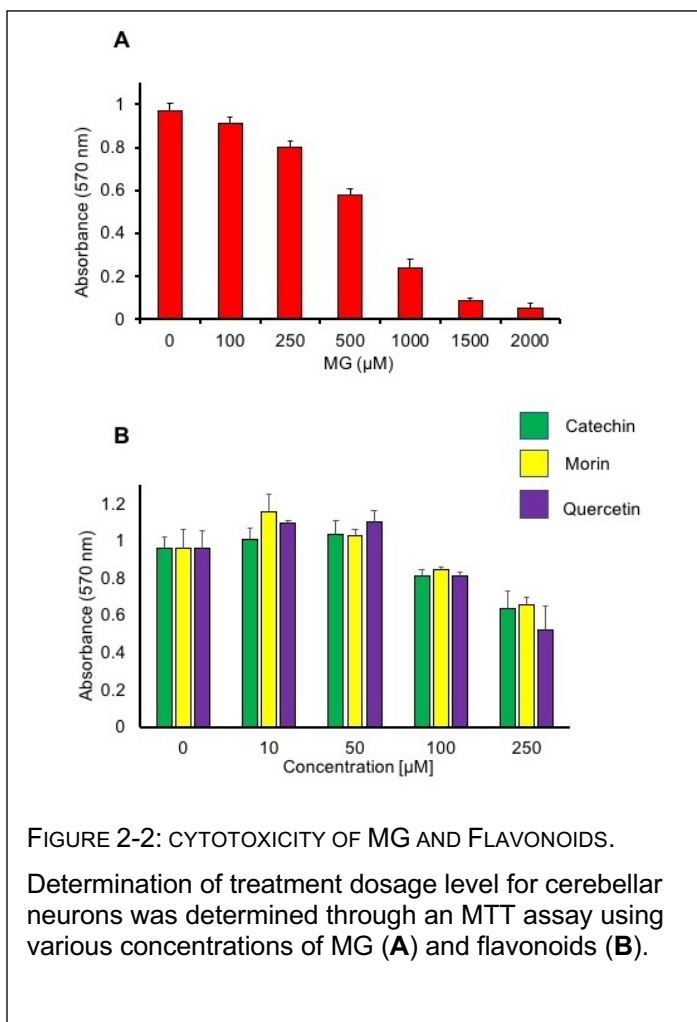 A
Absorbance (570 nm)
1
0.8
0.6
0.4
0.2
0
0 100 250 500 1000 1500 2000
MG (µM)
B
Catechin
Morin
Quercetin
Absorbance (570 nm)
1.2
1
0.8
0.6
0.4
0.2
0
0 10 50 100 250
Concentration [µM]
FIGURE 2-2: CYTOTOXICITY OF MG AND FLAVONOIDS.
Determination of treatment dosage level for cerebellar
neurons was determined through an MTT assay using
various concentrations of MG (A) and flavonoids (B).